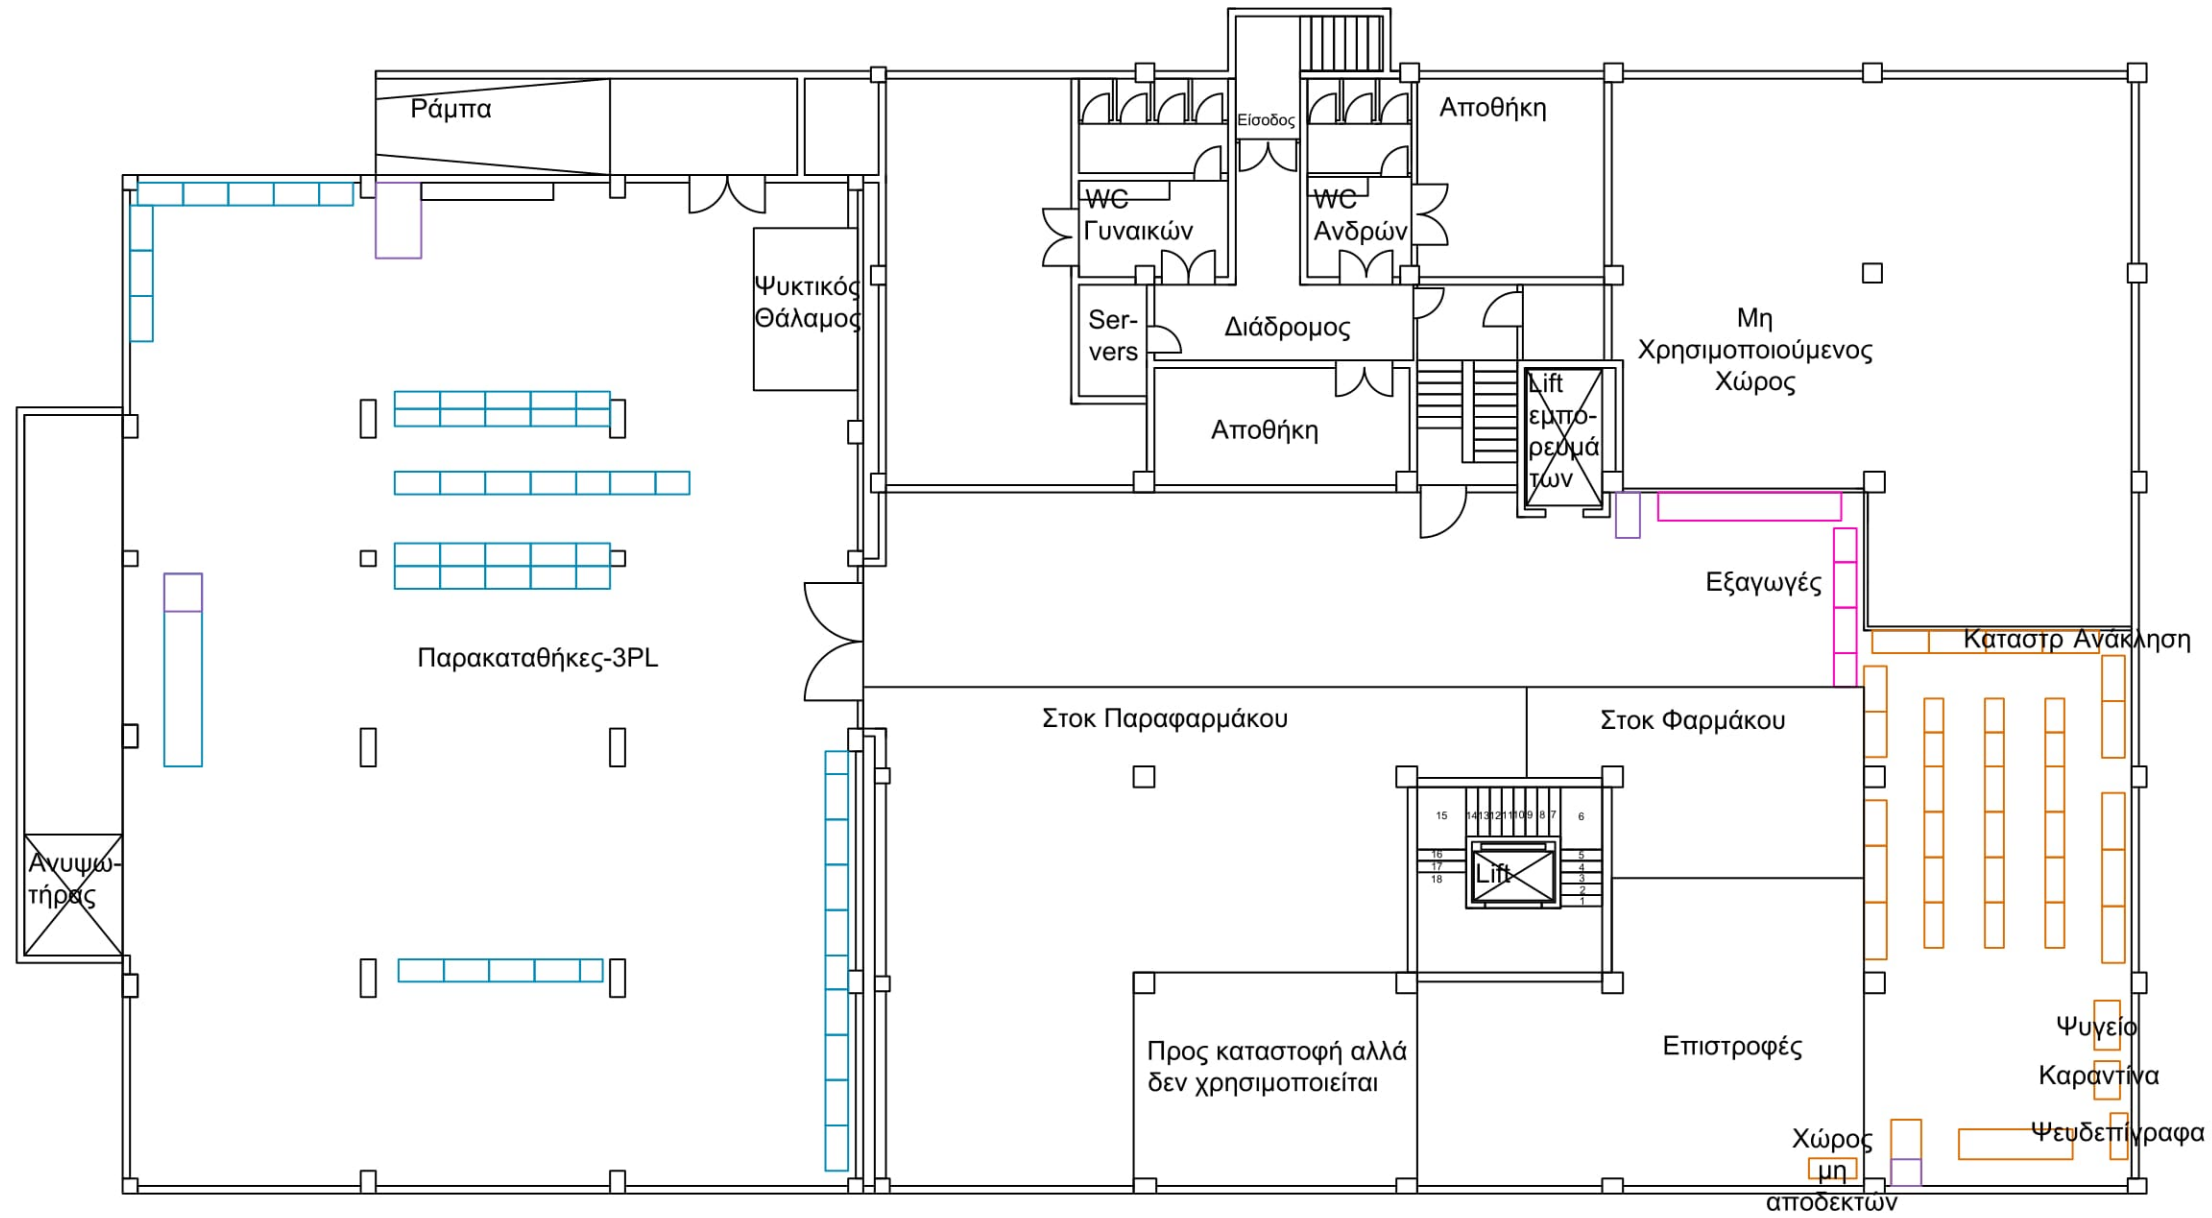 Ράμπα
Είσοδος
Αποθήκη
WC
Γυναικών
WC
Ανδρών
Ψυκτικός
Θάλαμος
Ser-
vers
Διάδρομος
Μη
Χρησιμοποιούμενος
Χώρος
Lift
εμπο-
ρευμά
των
Αποθήκη
Εξαγωγές
Καταστρ Ανάκληση
Παρακαταθήκες-3PL
Στοκ Παραφαρμάκου
Στοκ Φαρμάκου
15
14 13 12 11 10 9 8 7
6
16
17
18
Lift
5
4
3
2
1
Ανυψω-
τήρας
Ψυγείο
Προς καταστοφή αλλά
δεν χρησιμοποιείται
Επιστροφές
Καραντίνα
Ψευδεπίγραφα
Χώρος
μη
αποδεκτών